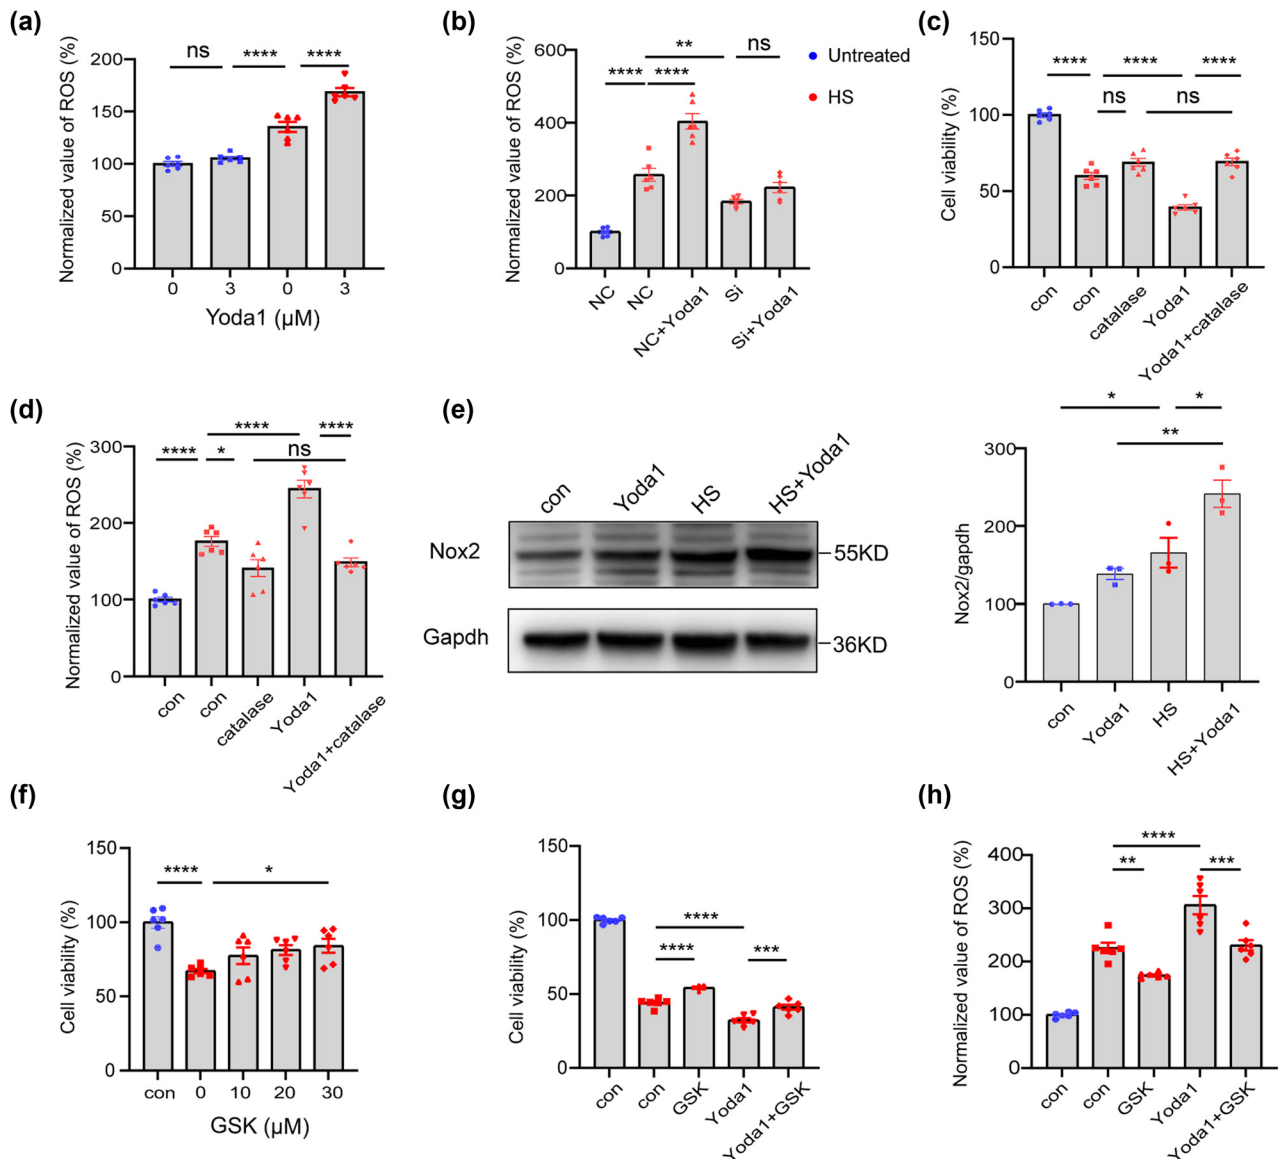 (a)
Normalized value of ROS (%)
200
150
100
50
0
ns
****
****
0 3 0 3
Yoda1 (μM)
(b)
Normalized value of ROS (%)
600
400
200
0
**
ns
****
****
NC
NC
NC+Yoda1
Si
Si+Yoda1
Untreated
HS
(c)
Cell viability (%)
150
100
50
0
****
****
****
ns
ns
con
con
catalase
Yoda1
Yoda1+catalase
(d)
Normalized value of ROS (%)
300
200
100
0
****
****
****
*
ns
con
con
catalase
Yoda1
Yoda1+catalase
(e)
con
Yoda1
HS
HS+Yoda1
Nox2
55KD
Gapdh
36KD
Nox2/gapdh
300
200
100
0
*
*
**
con
Yoda1
HS
HS+Yoda1
(f)
Cell viability (%)
150
100
50
0
****
*
con 0 10 20 30
GSK (μM)
(g)
Cell viability (%)
150
100
50
0
****
****
***
con
con
GSK
Yoda1
Yoda1+GSK
(h)
Normalized value of ROS (%)
400
300
200
100
0
****
**
***
con
con
GSK
Yoda1
Yoda1+GSK